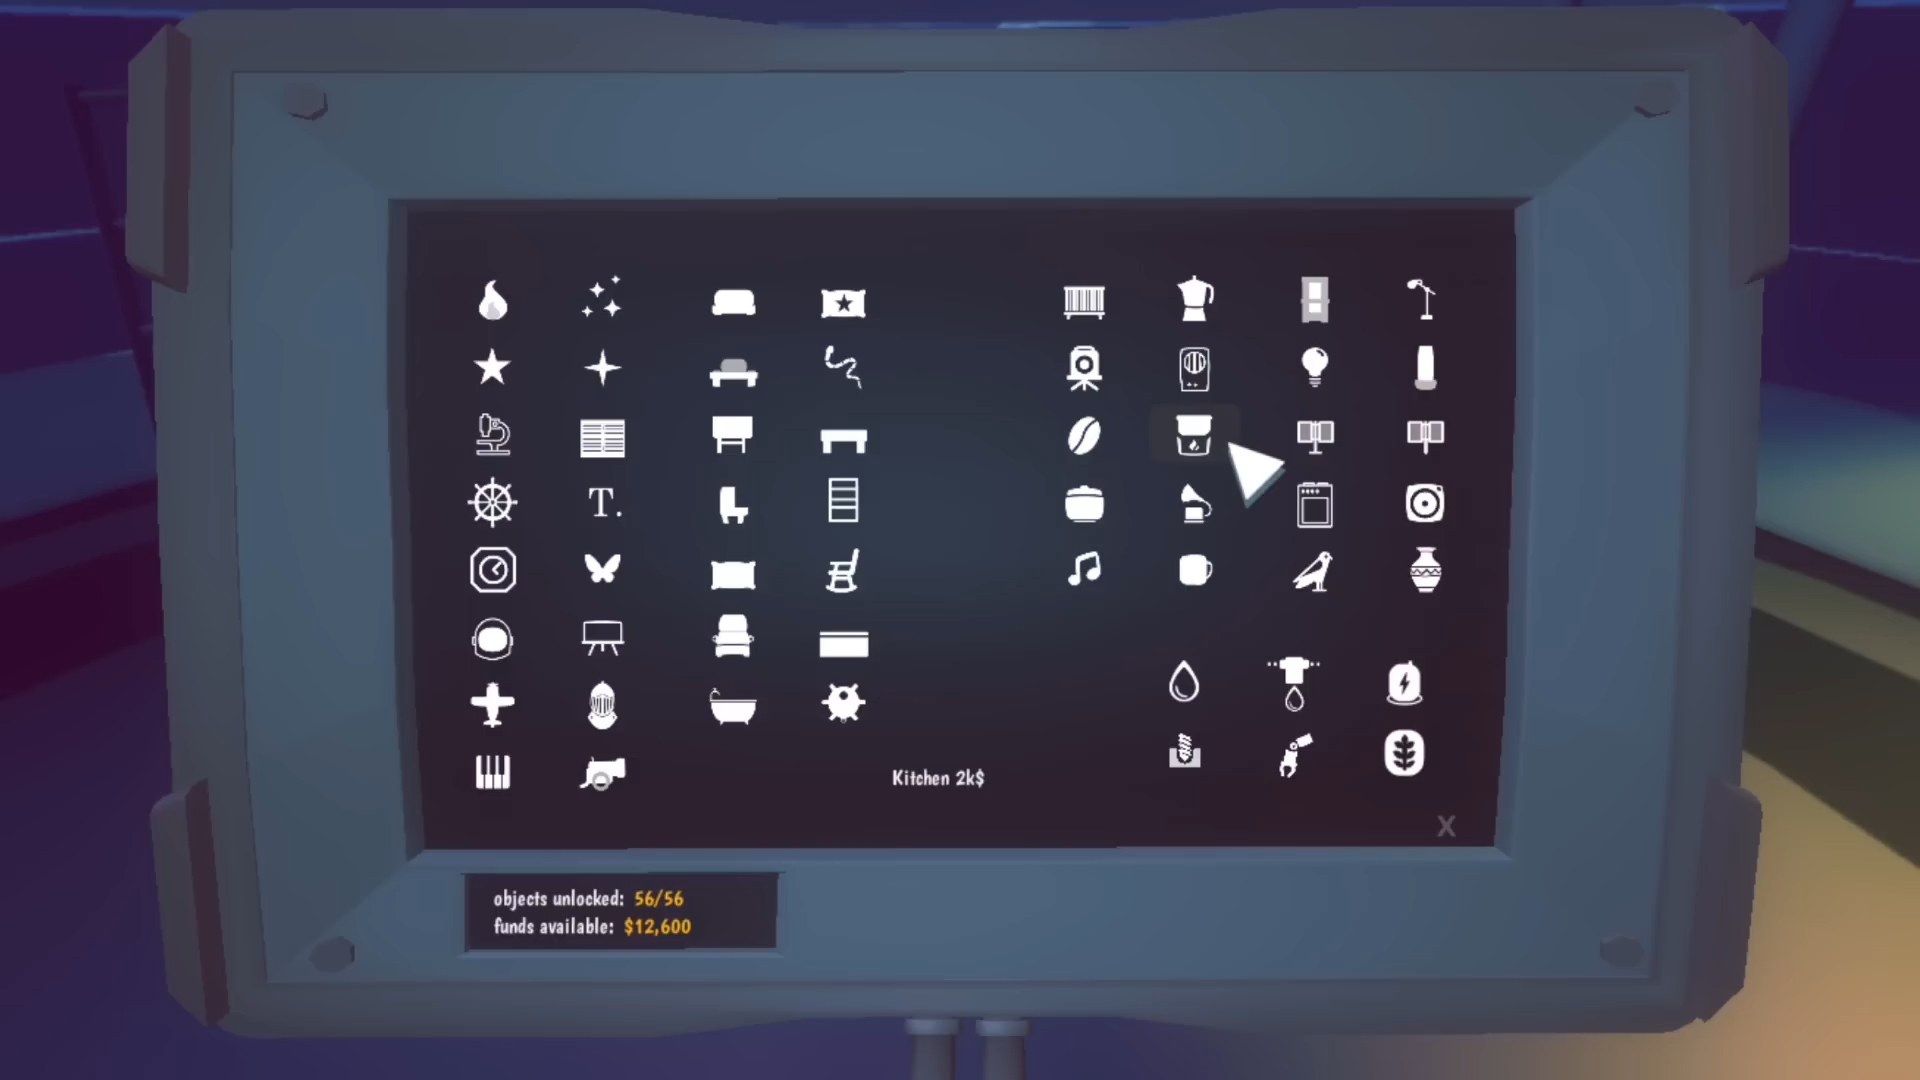 T.
Kitchen 2k$
X
objects unlocked: 56/56
funds available: $12,600